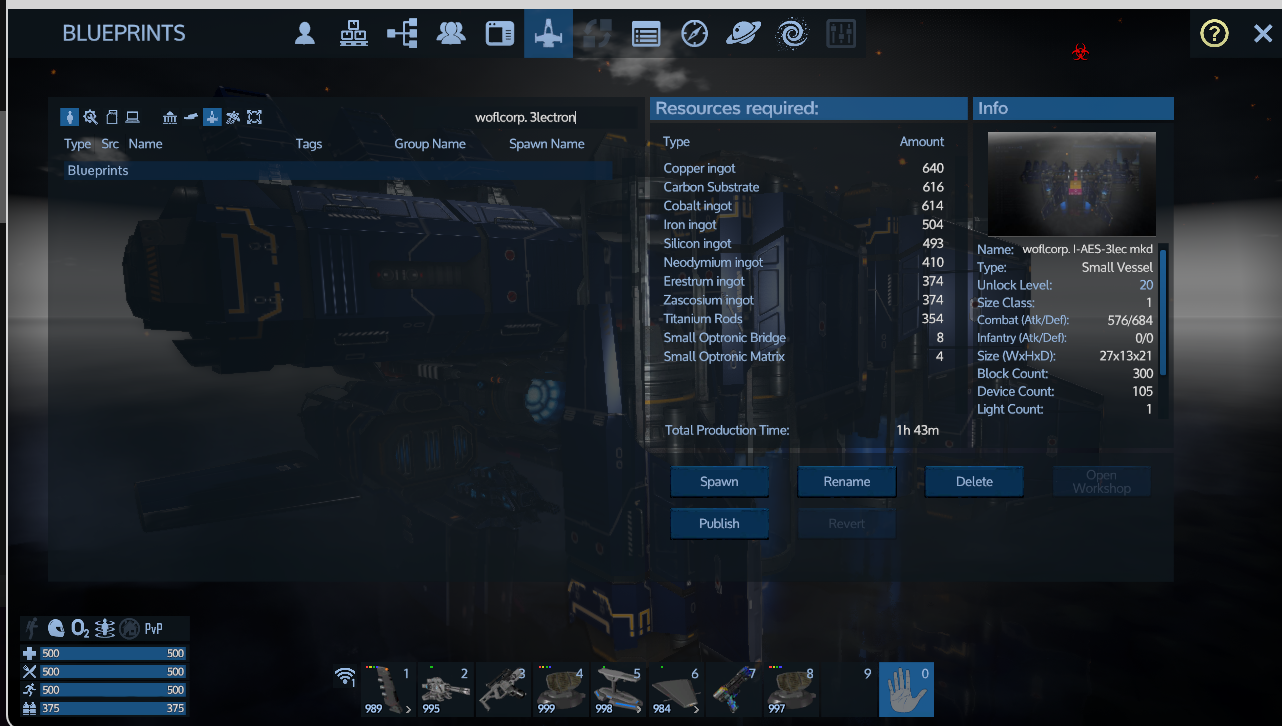 BLUEPRINTS
?
woflcorp. 3lectron
Type Src Name Tags Group Name Spawn Name
Blueprints
Resources required:
Type Amount
Copper ingot 640
Carbon Substrate 616
Cobalt ingot 614
Iron ingot 504
Silicon ingot 493
Neodymium ingot 410
Erestrum ingot 374
Zascosium ingot 374
Titanium Rods 354
Small Optronic Bridge 8
Small Optronic Matrix 4
Total Production Time: 1h 43m
Info
Name: woflcorp. l-AES-3lec mkd
Type: Small Vessel
Unlock Level: 20
Size Class: 1
Combat (Atk/Def): 576/684
Infantry (Atk/Def): 0/0
Size (WxHxD): 27x13x21
Block Count: 300
Device Count: 105
Light Count: 1
Spawn Rename Delete Open Workshop
Publish Revert
O2 PvP
500 500
500 500
500 500
375 375
1
1 2 3 4 5 6 7 8 9 0
989 995 999 998 984 997